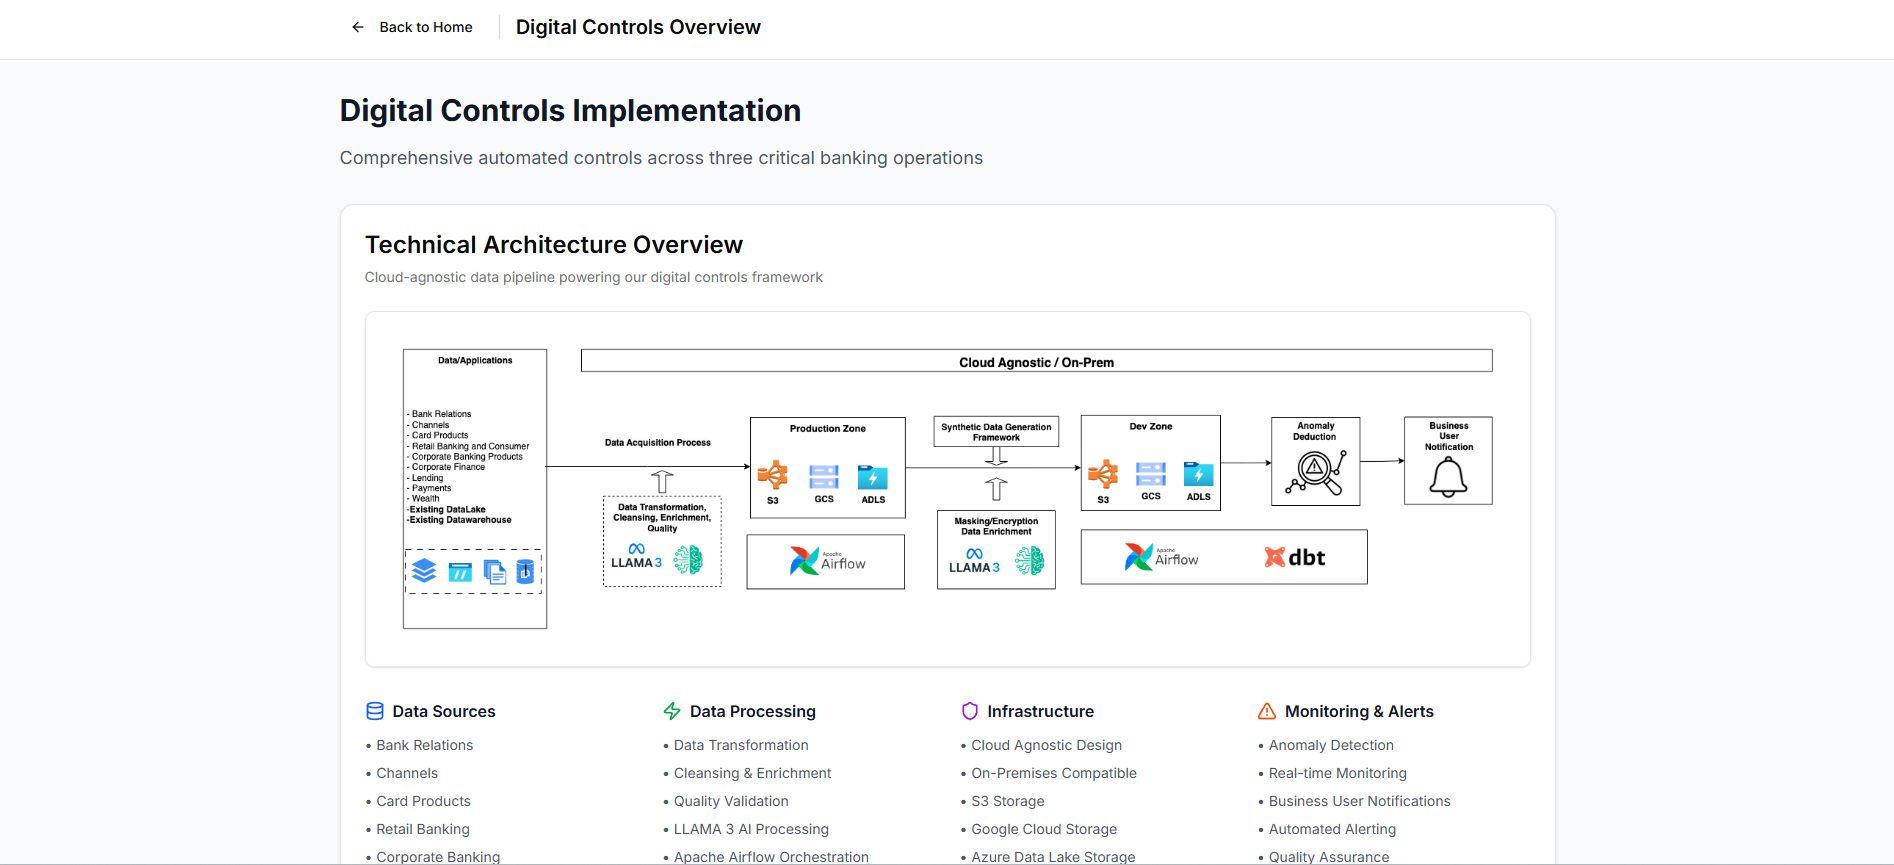 Back to Home
Digital Controls Overview
Digital Controls Implementation
Comprehensive automated controls across three critical banking operations
Technical Architecture Overview
Cloud-agnostic data pipeline powering our digital controls framework
Data/Applications
- Bank Relations
- Channels
- Card Products
- Retail Banking and Consumer
- Corporate Banking Products
- Corporate Finance
- Lending
- Payments
- Wealth
-Existing DataLake
-Existing Datawarehouse
Cloud Agnostic / On-Prem
Data Acquisition Process
Data Transformation,
Cleansing, Enrichment,
Quality
LLAMA 3
Production Zone
S3
GCS
ADLS
Apache
Airflow
Synthetic Data Generation
Framework
Masking/Encryption
Data Enrichment
LLAMA 3
Dev Zone
S3
GCS
ADLS
Apache
Airflow
dbt
Anomaly
Deduction
Business
User
Notification
Data Sources
• Bank Relations
• Channels
• Card Products
• Retail Banking
• Corporate Banking
Data Processing
• Data Transformation
• Cleansing & Enrichment
• Quality Validation
• LLAMA 3 AI Processing
• Apache Airflow Orchestration
Infrastructure
• Cloud Agnostic Design
• On-Premises Compatible
• S3 Storage
• Google Cloud Storage
• Azure Data Lake Storage
Monitoring & Alerts
• Anomaly Detection
• Real-time Monitoring
• Business User Notifications
• Automated Alerting
• Quality Assurance